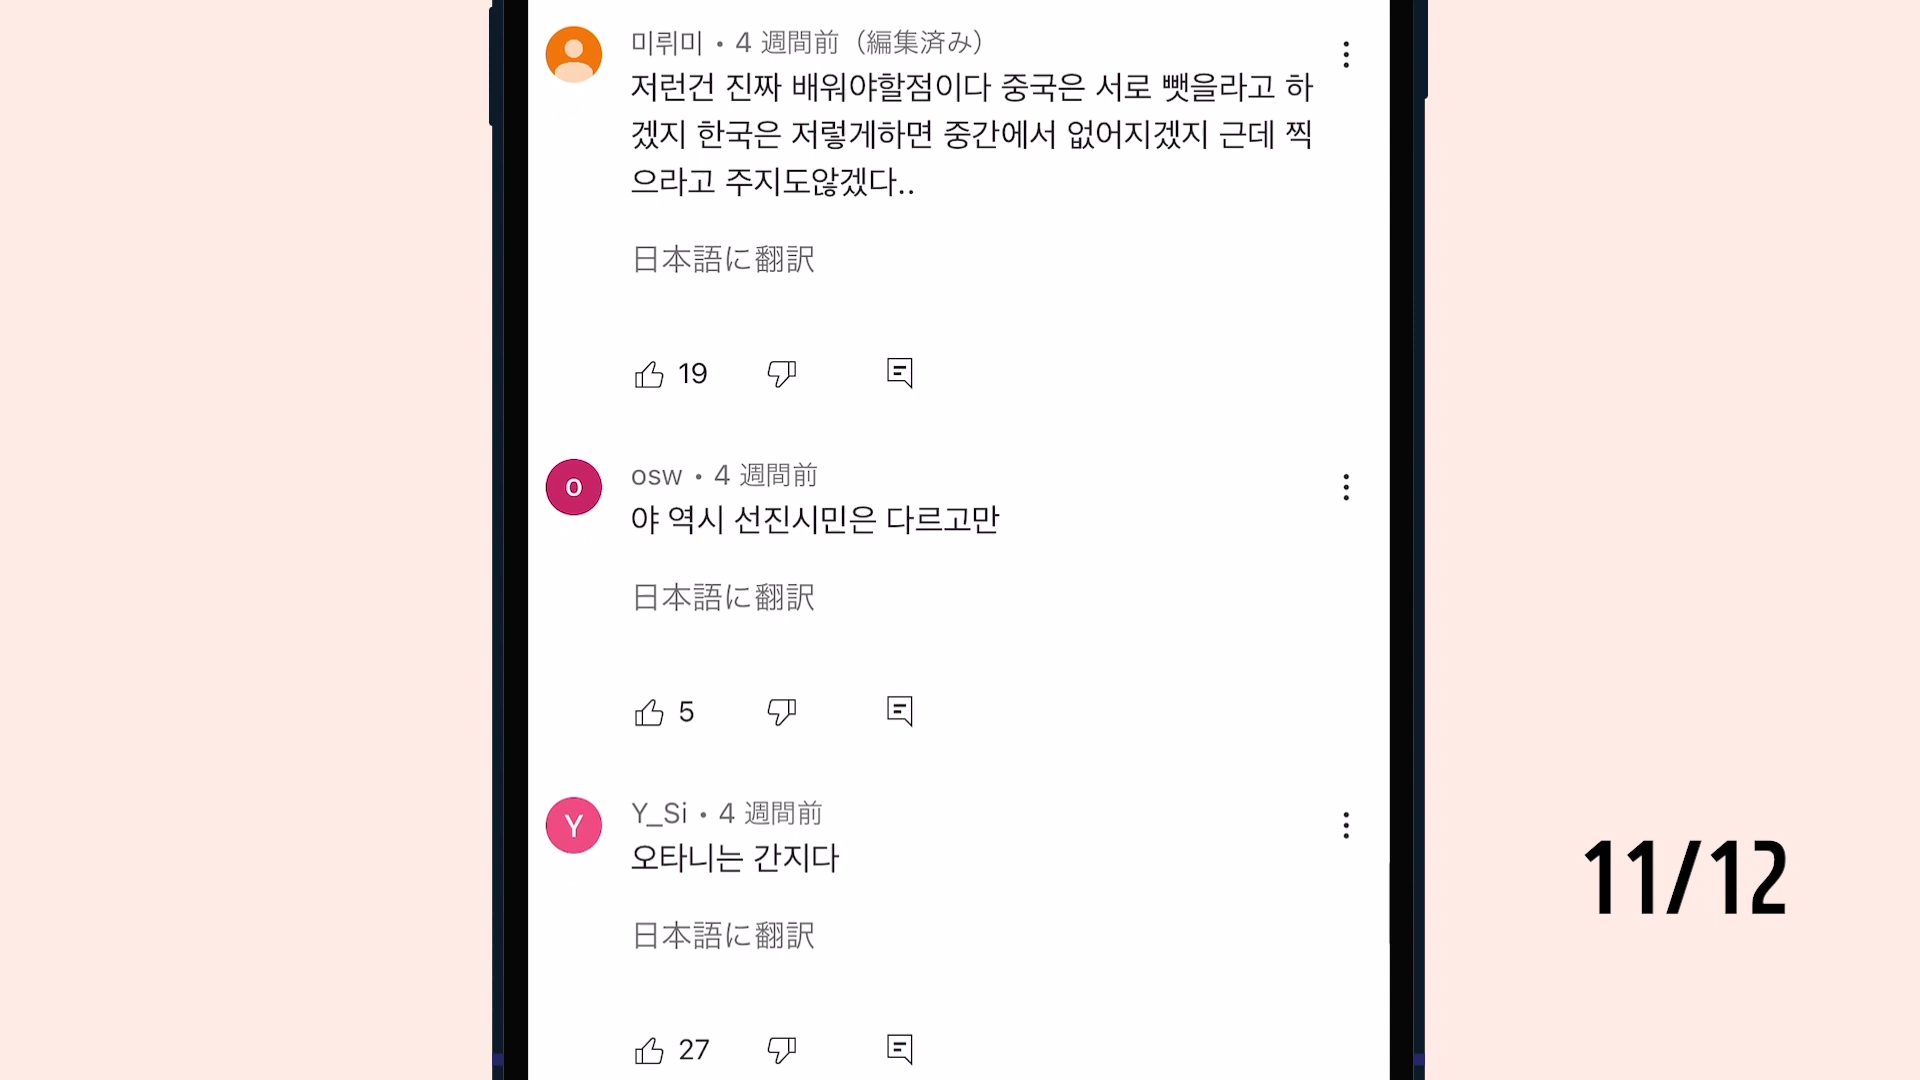 미뤼미 • 4 週間前（編集済み）
저런건 진짜 배워야할점이다 중국은 서로 뺏을라고 하
겠지 한국은 저렇게하면 중간에서 없어지겠지 근데 찍
으라고 주지도않겠다..
日本語に翻訳
19
o
osw • 4 週間前
야 역시 선진시민은 다르고만
日本語に翻訳
5
Y
Y_Si • 4 週間前
오타니는 간지다
日本語に翻訳
27
11/12